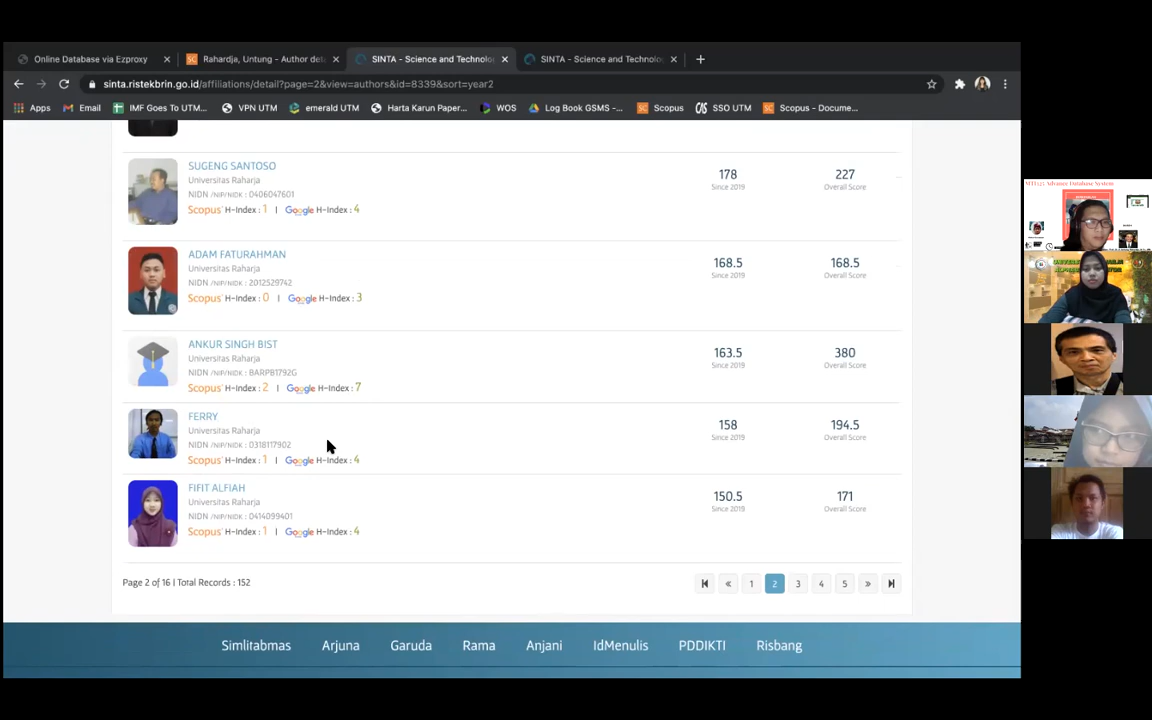 Online Database via Ezproxy
Rahardja, Untung - Author det
SINTA - Science and Technolo
SINTA - Science and Technolo
sinta.ristekbrin.go.id/affiliations/detail?page=2&view=authors&id=8339&sort=year2
Apps
Email
IMF Goes To UTM...
VPN UTM
emerald UTM
Harta Karun Paper...
WOS
Log Book GSMS -...
Scopus
SSO UTM
Scopus - Docume...
SUGENG SANTOSO
Universitas Raharja
NIDN /NIP/NIDK : 0406047601
Scopus H-Index : 1 | Google H-Index : 4
178
Since 2019
227
Overall Score
ADAM FATURAHMAN
Universitas Raharja
NIDN /NIP/NIDK : 2012529742
Scopus H-Index : 0 | Google H-Index : 3
168.5
Since 2019
168.5
Overall Score
ANKUR SINGH BIST
Universitas Raharja
NIDN /NIP/NIDK : BARPB1792G
Scopus H-Index : 2 | Google H-Index : 7
163.5
Since 2019
380
Overall Score
FERRY
Universitas Raharja
NIDN /NIP/NIDK : 0318117902
Scopus H-Index : 1 | Google H-Index : 4
158
Since 2019
194.5
Overall Score
FIFIT ALFIAH
Universitas Raharja
NIDN /NIP/NIDK : 0414099401
Scopus H-Index : 1 | Google H-Index : 4
150.5
Since 2019
171
Overall Score
Page 2 of 16 | Total Records : 152
1 2 3 4 5
Simlitabmas Arjuna Garuda Rama Anjani IdMenulis PDDIKTI Risbang
Advance Database System